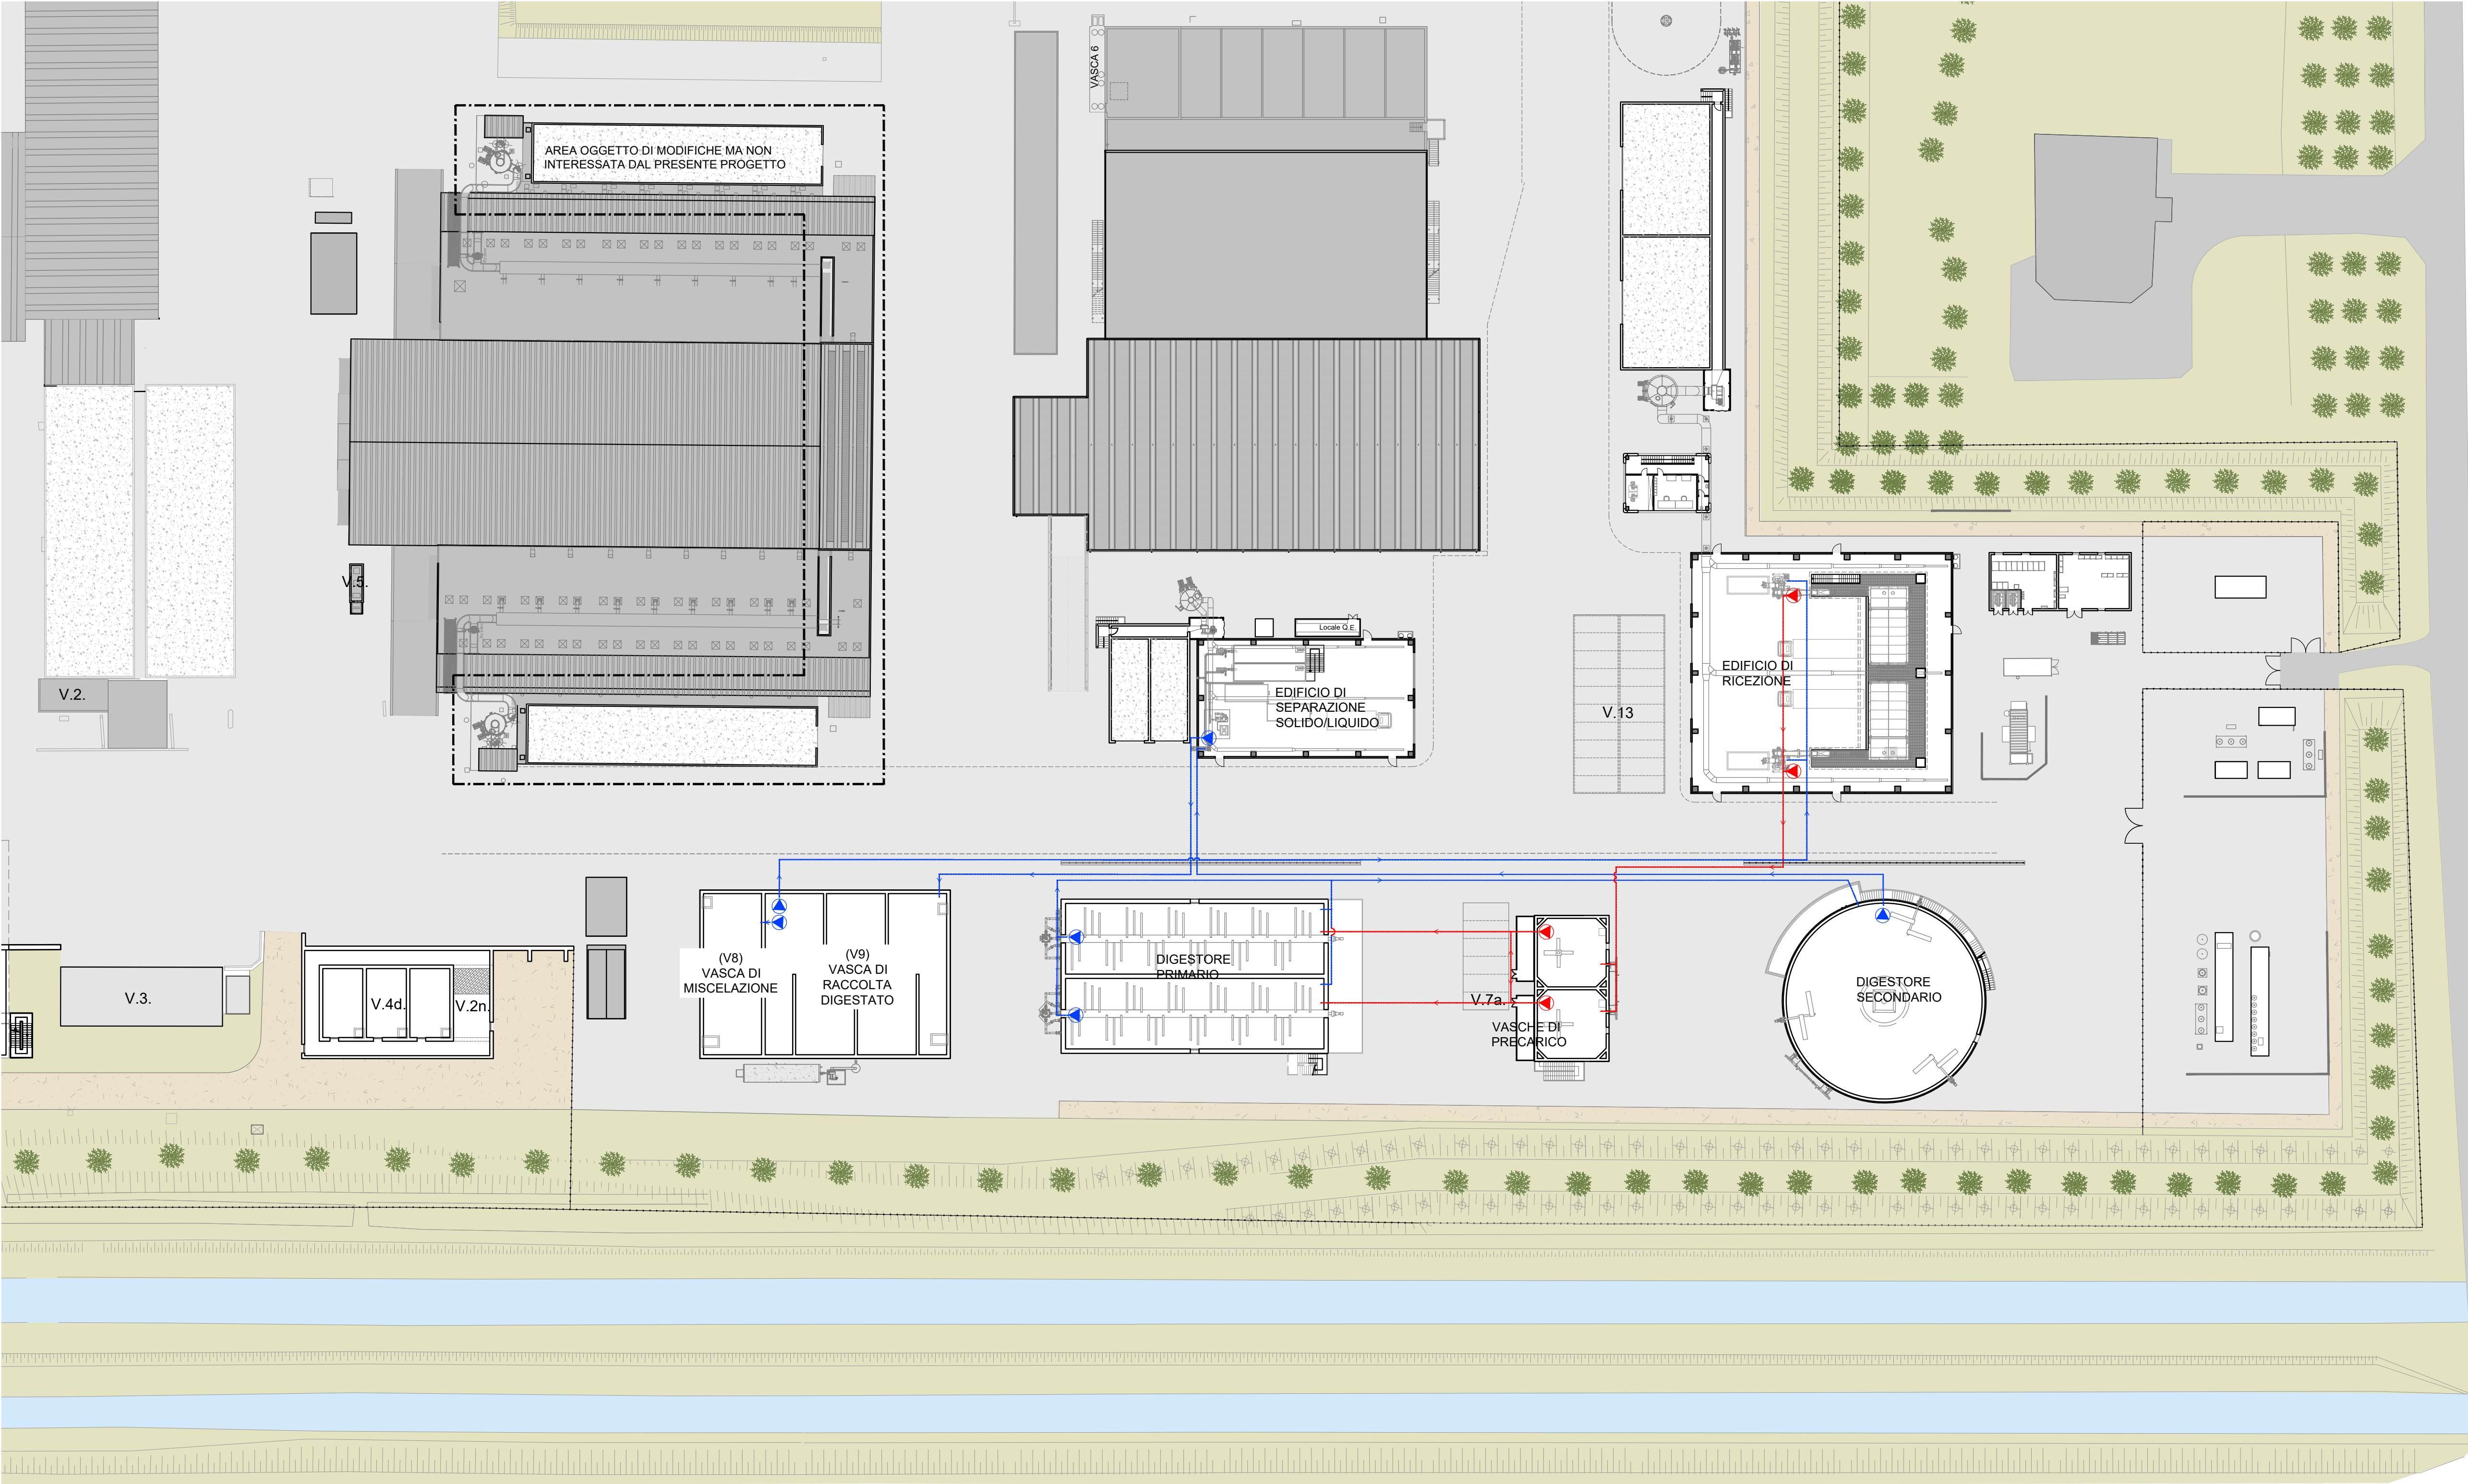 VASCA 6
AREA OGGETTO DI MODIFICHE MA NON
INTERESSATA DAL PRESENTE PROGETTO
V.5.
Locale Q.E.
V.2.
EDIFICIO DI
SEPARAZIONE
SOLIDO/LIQUIDO
V.13
EDIFICIO DI
RICEZIONE
V.3.
V.4d.
V.2n.
(V8)
VASCA DI
MISCELAZIONE
(V9)
VASCA DI
RACCOLTA
DIGESTATO
DIGESTORE
PRIMARIO
V.7a.
VASCHE DI
PRECARICO
DIGESTORE
SECONDARIO